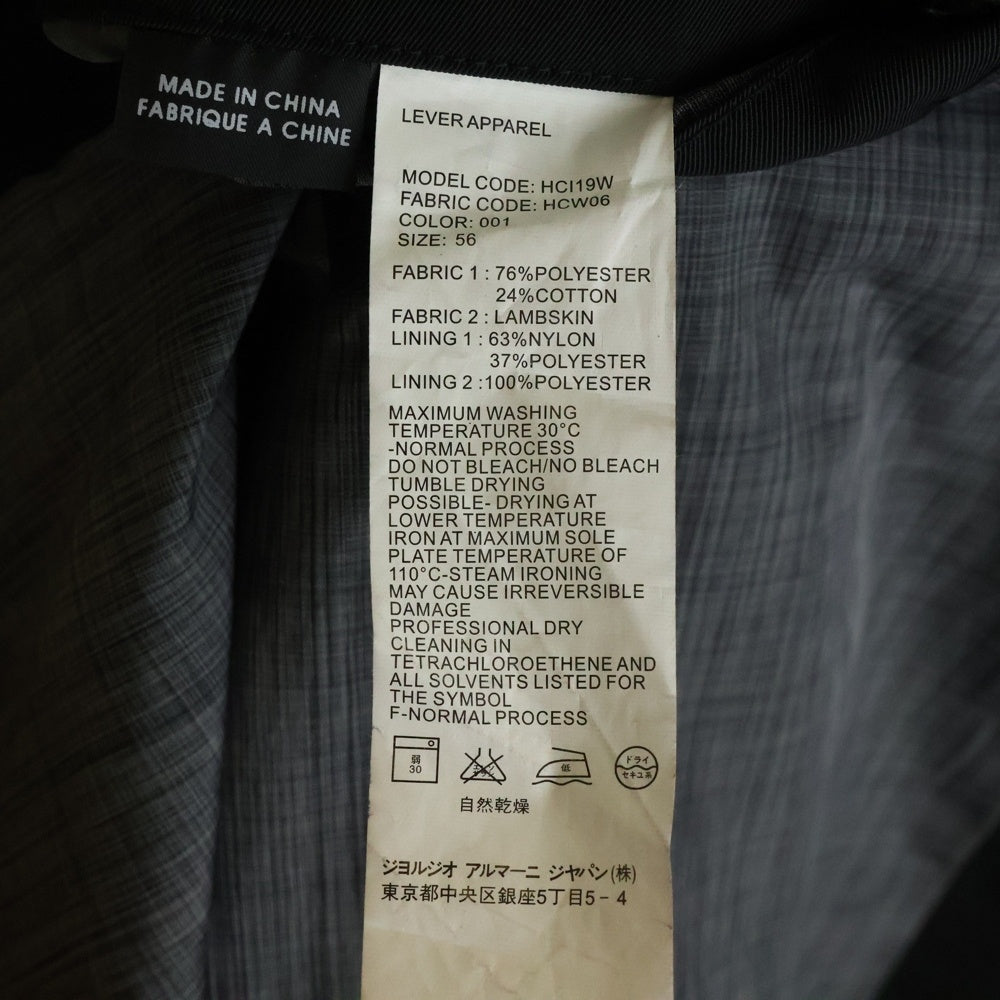 MADE IN CHINA
FABRIQUE A CHINE
LEVER APPAREL
MODEL CODE: HCI19W
FABRIC CODE: HCW06
COLOR: 001
SIZE: 56
FABRIC 1 : 76%POLYESTER
24%COTTON
FABRIC 2 : LAMBSKIN
LINING 1 : 63%NYLON
37%POLYESTER
LINING 2 :100%POLYESTER
MAXIMUM WASHING
TEMPERATURE 30°C
-NORMAL PROCESS
DO NOT BLEACH/NO BLEACH
TUMBLE DRYING
POSSIBLE- DRYING AT
LOWER TEMPERATURE
IRON AT MAXIMUM SOLE
PLATE TEMPERATURE OF
110°C-STEAM IRONING
MAY CAUSE IRREVERSIBLE
DAMAGE
PROFESSIONAL DRY
CLEANING IN
TETRACHLOROETHENE AND
ALL SOLVENTS LISTED FOR
THE SYMBOL
F-NORMAL PROCESS
弱
30
低
ドライ
セキユ系
自然乾燥
ジヨルジオ アルマーニ ジヤパン(株)
東京都中央区銀座5丁目5-4